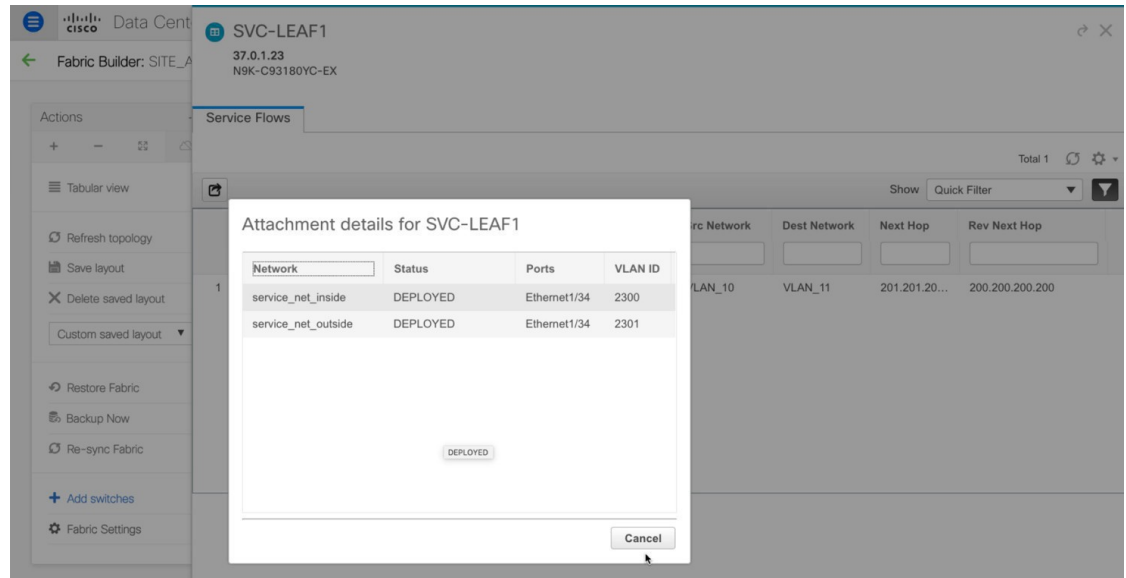 cisco Data Cent
Fabric Builder: SITE_A
SVC-LEAF1
37.0.1.23
N9K-C93180YC-EX
Service Flows
Total 1
Show Quick Filter
Actions
Tabular view
Refresh topology
Save layout
Delete saved layout
Custom saved layout
Restore Fabric
Backup Now
Re-sync Fabric
Add switches
Fabric Settings
rc Network Dest Network Next Hop Rev Next Hop
1 VLAN_10 VLAN_11 201.201.20... 200.200.200.200
Attachment details for SVC-LEAF1
Network Status Ports VLAN ID
service_net_inside DEPLOYED Ethernet1/34 2300
service_net_outside DEPLOYED Ethernet1/34 2301
DEPLOYED
Cancel